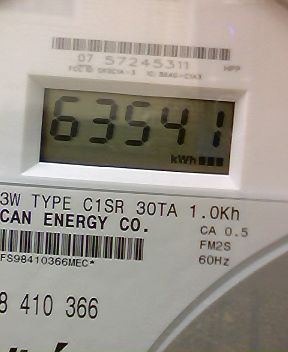 07 57245311
HPP
63541
kWh
3W TYPE C1SR 30TA 1.0Kh
CAN ENERGY CO.
CA 0.5
FM2S
60Hz
FS98410366MEC*
8 410 366